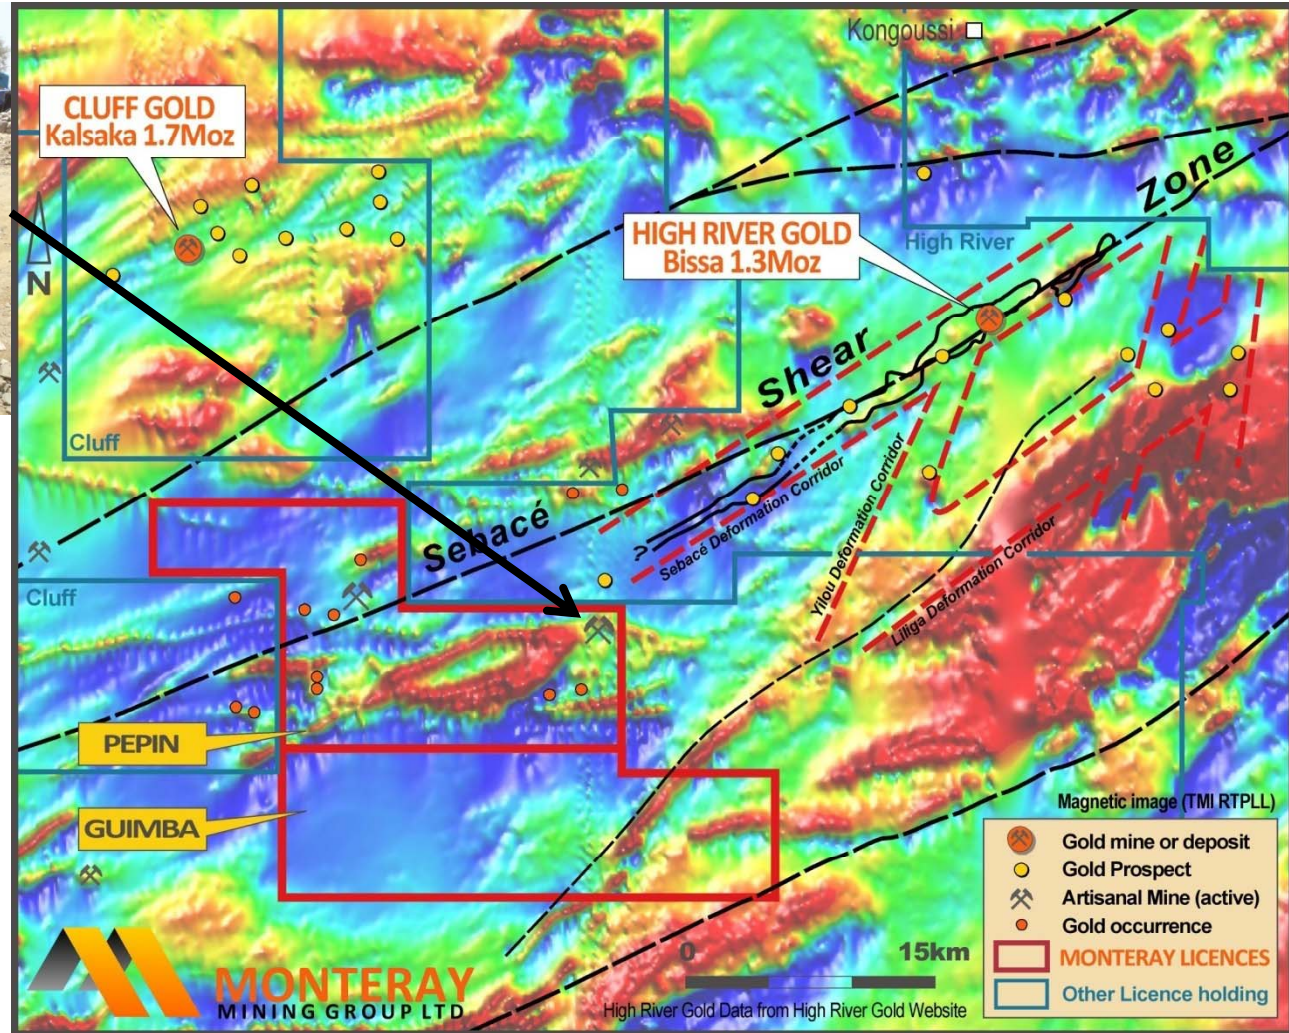 Kongoussi
CLUFF GOLD
Kalsaka 1.7Moz
N
Cluff
HIGH RIVER GOLD
Bissa 1.3Moz
High River
Sebacé Shear Zone
Sebacé Deformation Corridor
Yilou Deformation Corridor
Liliga Deformation Corridor
?
Cluff
PEPIN
GUIMBA
Magnetic image (TMI RTPLL)
Gold mine or deposit
Gold Prospect
Artisanal Mine (active)
Gold occurrence
MONTERAY LICENCES
Other Licence holding
0 15km
High River Gold Data from High River Gold Website
MONTERAY
MINING GROUP LTD